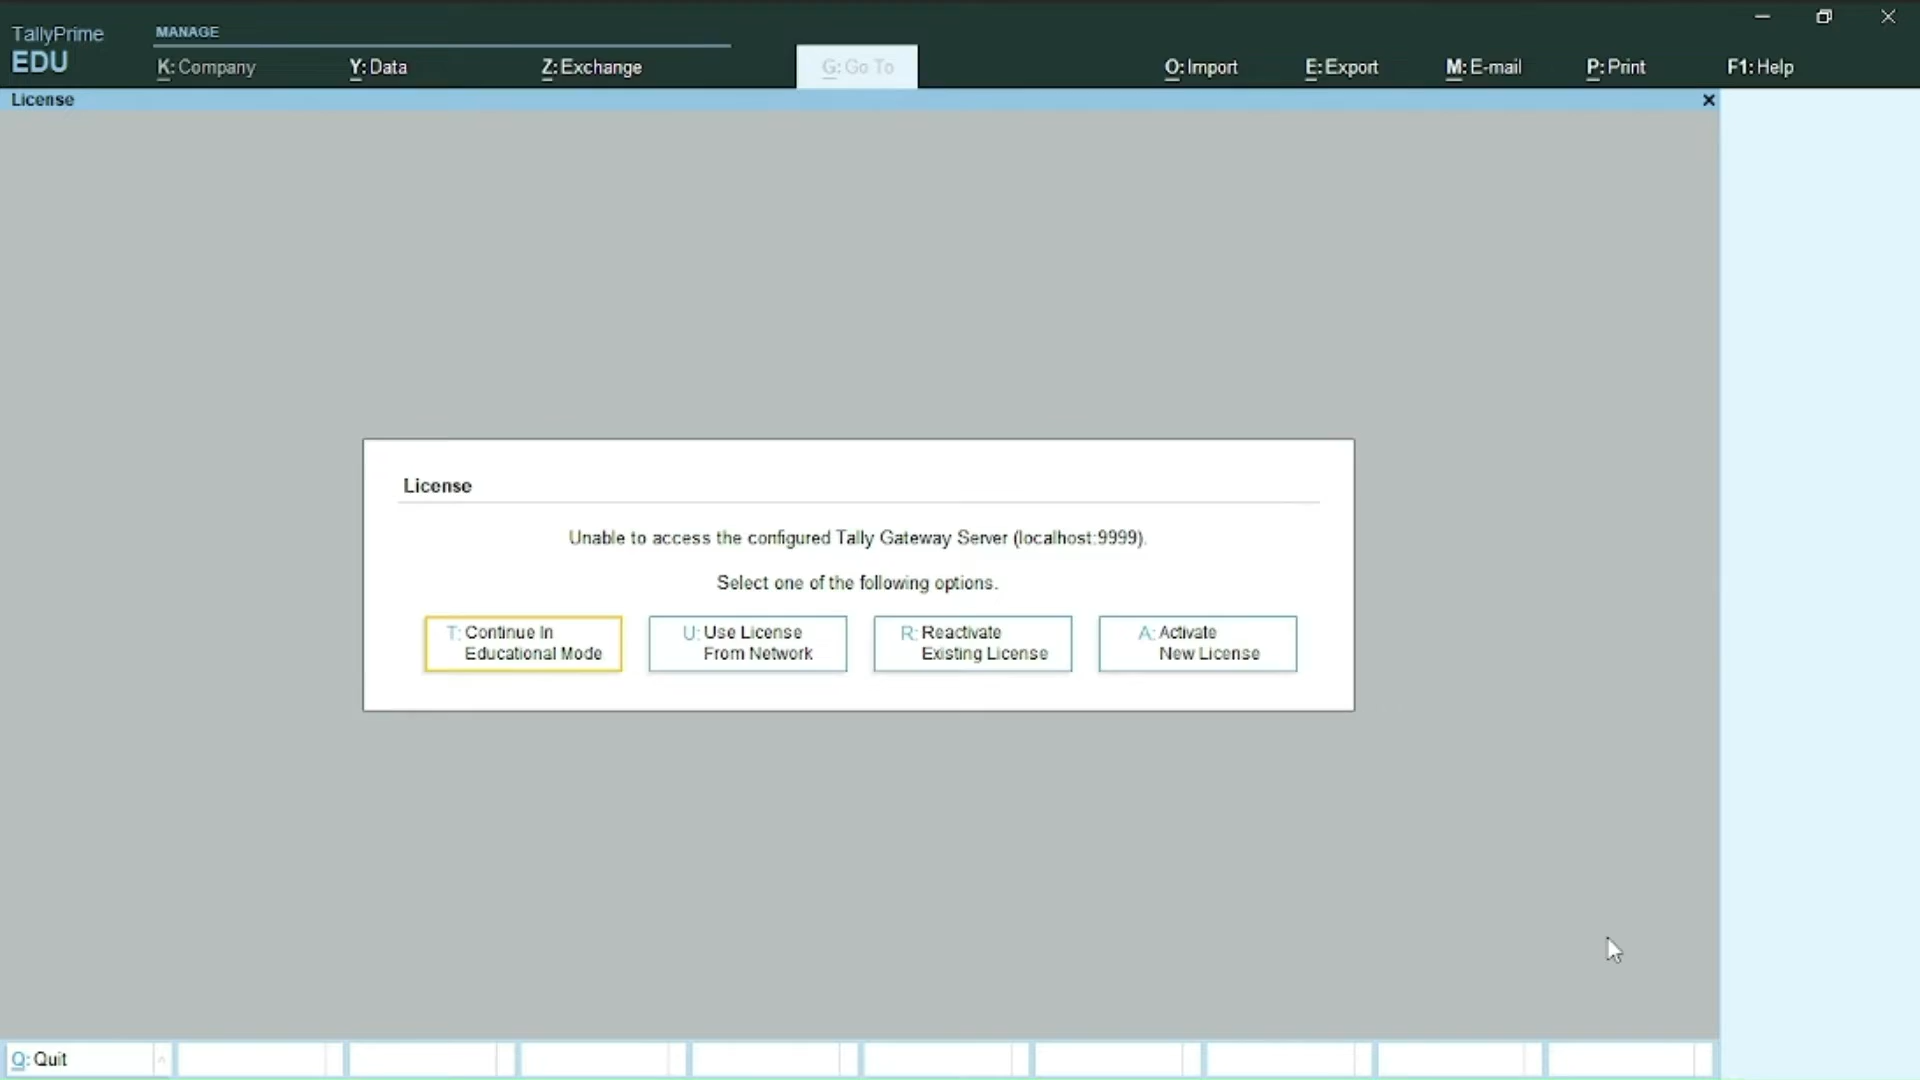 TallyPrime
EDU
MANAGE
K: Company
Y: Data
Z: Exchange
G: Go To
O: Import
E: Export
M: E-mail
P: Print
F1: Help
License
License
Unable to access the configured Tally Gateway Server (localhost:9999).
Select one of the following options.
T: Continue In
Educational Mode
U: Use License
From Network
R: Reactivate
Existing License
A: Activate
New License
Q: Quit